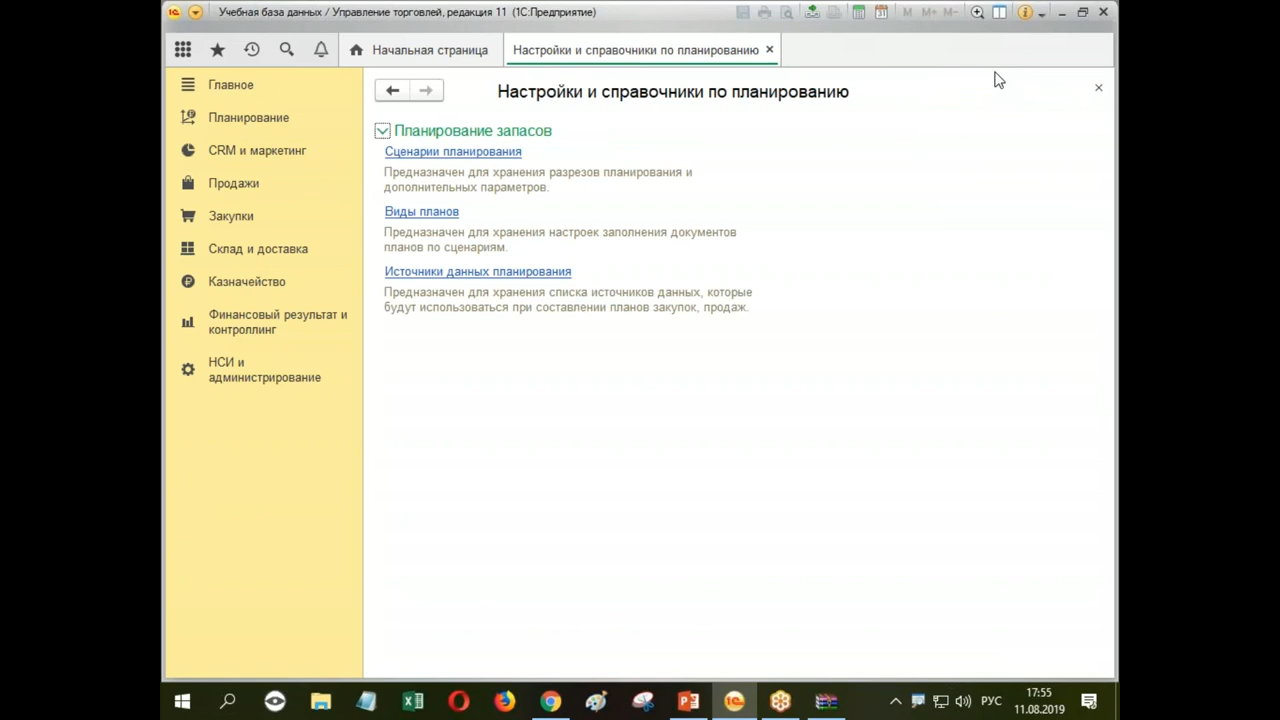 Учебная база данных / Управление торговлей, редакция 11 (1С:Предприятие)
M M+ M-
Начальная страница
Настройки и справочники по планированию ×
Главное
Планирование
CRM и маркетинг
Продажи
Закупки
Склад и доставка
Казначейство
Финансовый результат и
контроллинг
НСИ и
администрирование
Настройки и справочники по планированию
Планирование запасов
Сценарии планирования
Предназначен для хранения разрезов планирования и
дополнительных параметров.
Виды планов
Предназначен для хранения настроек заполнения документов
планов по сценариям.
Источники данных планирования
Предназначен для хранения списка источников данных, которые
будут использоваться при составлении планов закупок, продаж.
РУС
17:55
11.08.2019